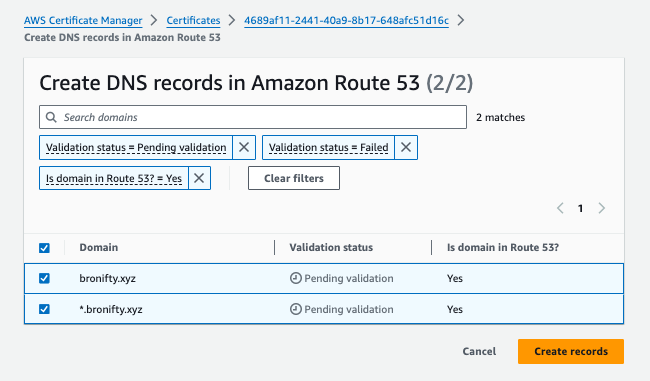 AWS Certificate Manager > Certificates > 4689af11-2441-40a9-8b17-648afc51d16c >
Create DNS records in Amazon Route 53
Create DNS records in Amazon Route 53 (2/2)
Search domains
2 matches
Validation status = Pending validation
Validation status = Failed
Is domain in Route 53? = Yes
Clear filters
< 1 >
Domain Validation status Is domain in Route 53?
bronifty.xyz Pending validation Yes
*.bronifty.xyz Pending validation Yes
Cancel Create records